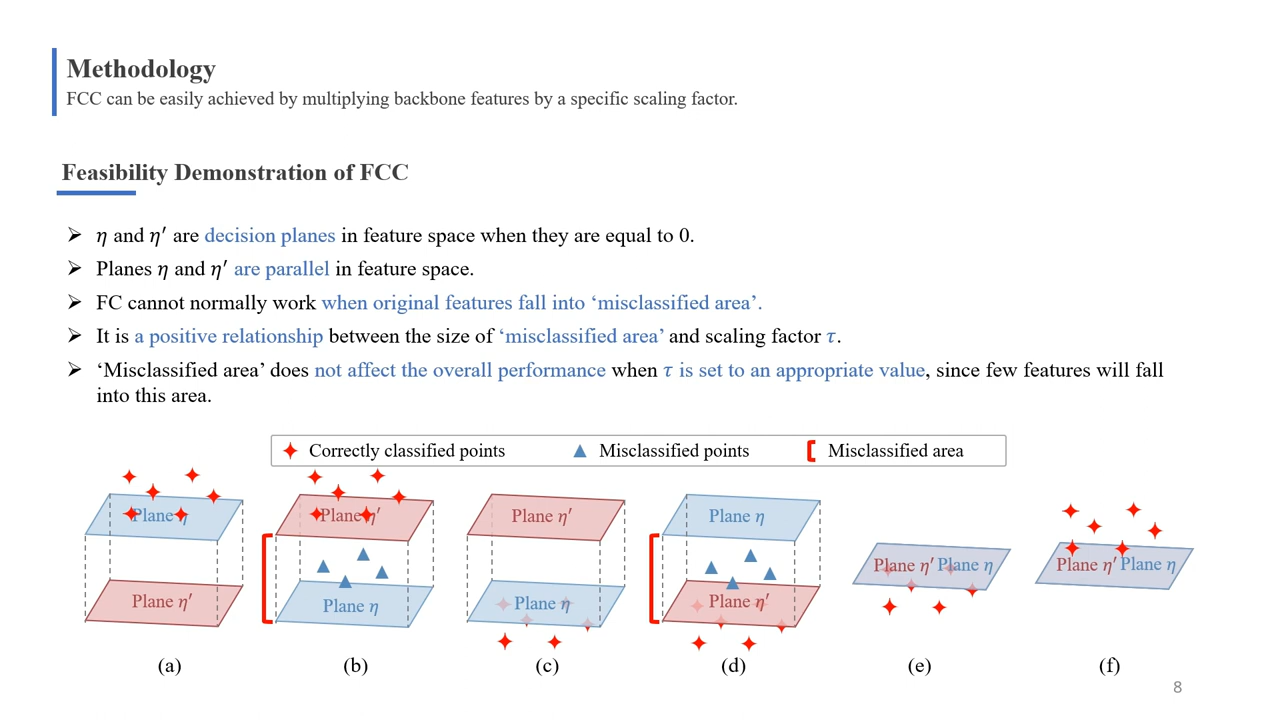 Methodology
FCC can be easily achieved by multiplying backbone features by a specific scaling factor.
Feasibility Demonstration of FCC
➢ η and η′ are decision planes in feature space when they are equal to 0.
➢ Planes η and η′ are parallel in feature space.
➢ FC cannot normally work when original features fall into ‘misclassified area’.
➢ It is a positive relationship between the size of ‘misclassified area’ and scaling factor τ.
➢ ‘Misclassified area’ does not affect the overall performance when τ is set to an appropriate value, since few features will fall
into this area.
Correctly classified points Misclassified points Misclassified area
Plane η
Plane η′
(a)
Plane η′
Plane η
(b)
Plane η′
Plane η
(c)
Plane η
Plane η′
(d)
Plane η′ Plane η
(e)
Plane η′ Plane η
(f)
8